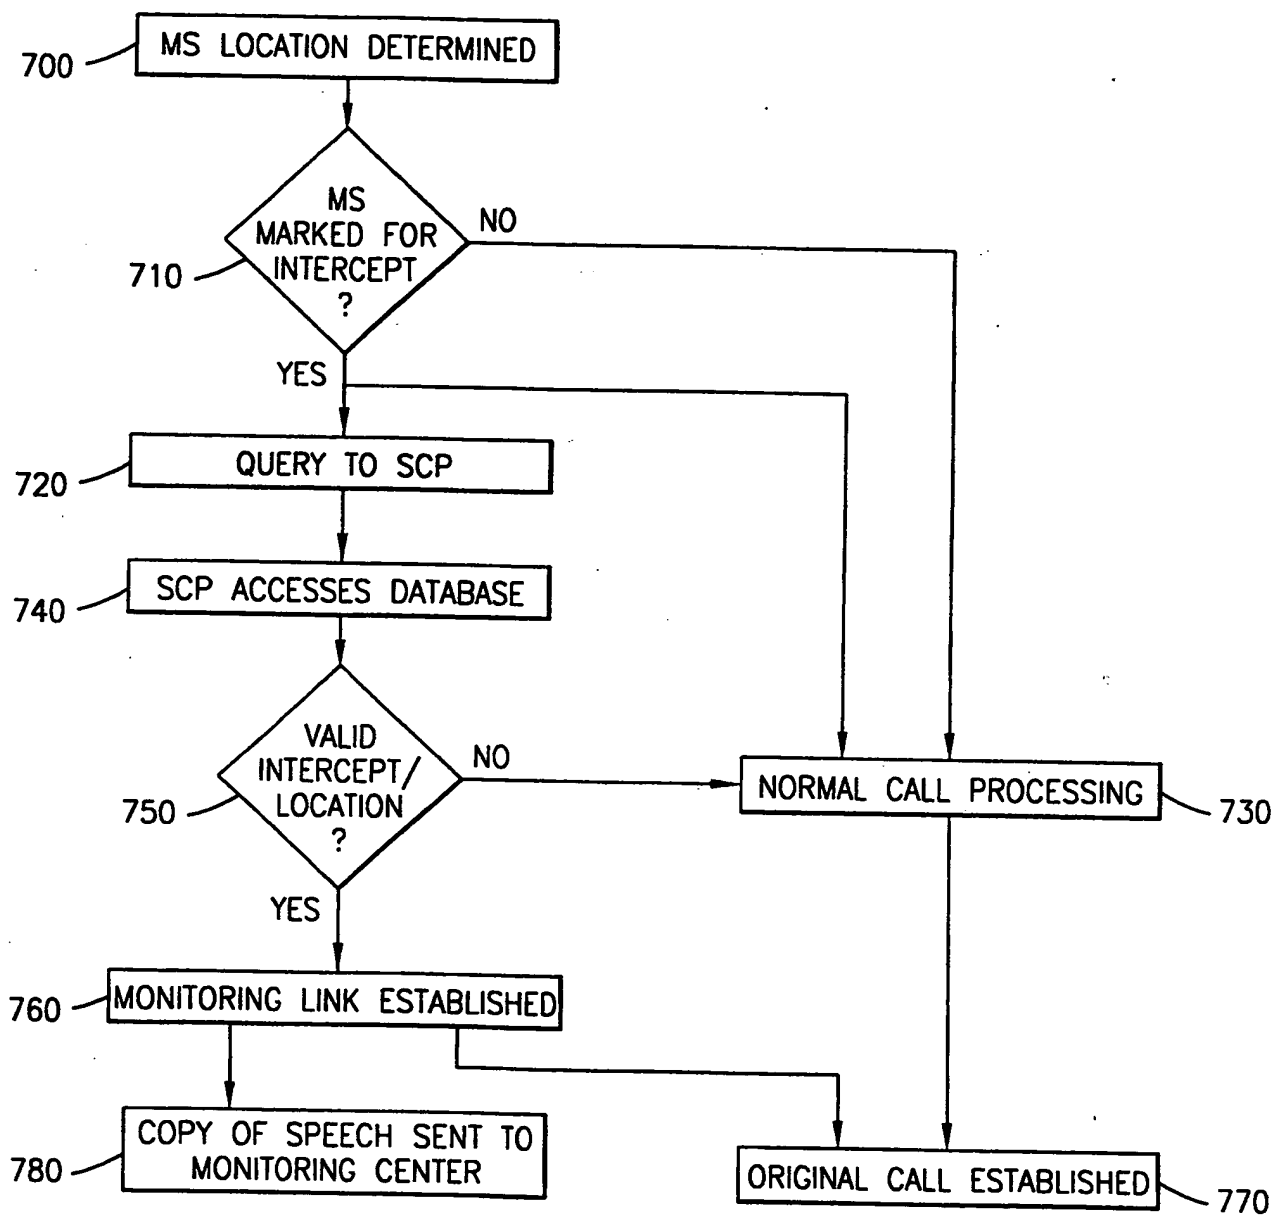 MS LOCATION DETERMINED
700
MS
MARKED FOR
INTERCEPT
?
NO
710
YES
QUERY TO SCP
720
SCP ACCESSES DATABASE
740
VALID
INTERCEPT/
LOCATION
?
NO
750
NORMAL CALL PROCESSING
730
YES
MONITORING LINK ESTABLISHED
760
COPY OF SPEECH SENT TO
MONITORING CENTER
780
ORIGINAL CALL ESTABLISHED
770